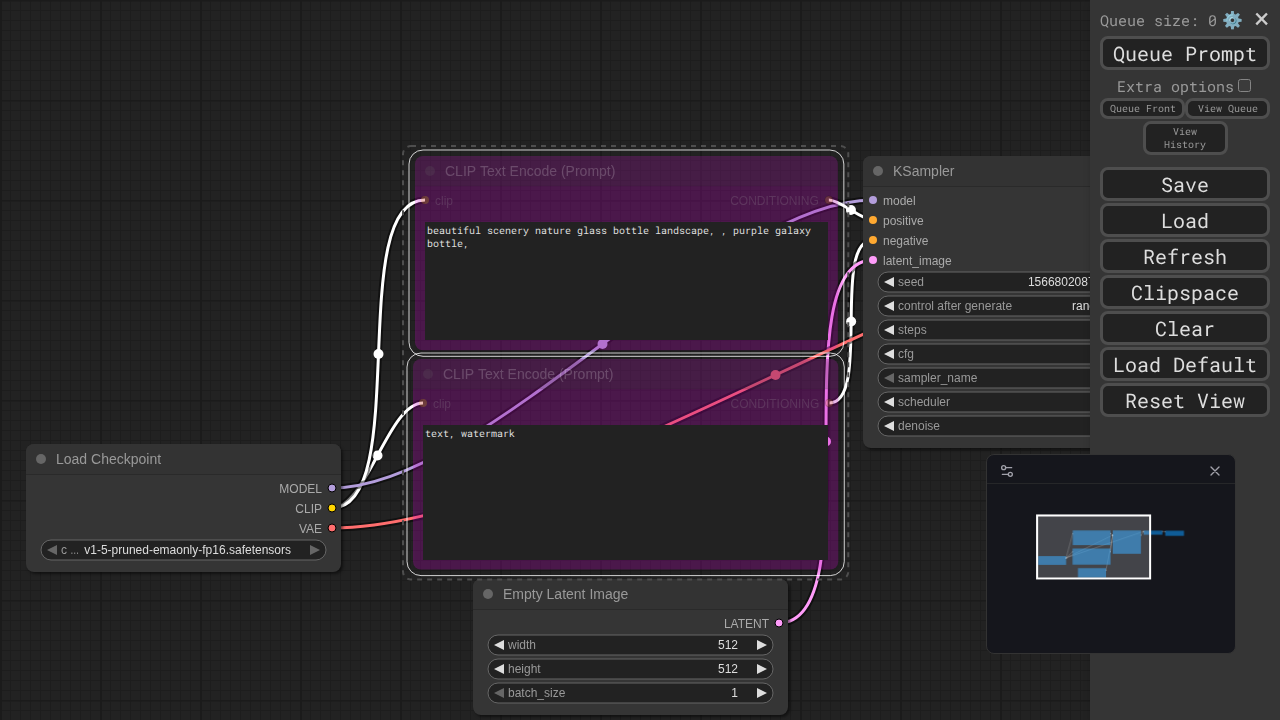 Queue size: 0
Queue Prompt
Extra options
Queue Front
View Queue
View
History
Save
Load
Refresh
Clipspace
Clear
Load Default
Reset View
CLIP Text Encode (Prompt)
clip
CONDITIONING
beautiful scenery nature glass bottle landscape, , purple galaxy
bottle,
CLIP Text Encode (Prompt)
clip
CONDITIONING
text, watermark
KSampler
model
positive
negative
latent_image
seed 1566802087
control after generate ran
steps
cfg
sampler_name
scheduler
denoise
Load Checkpoint
MODEL
CLIP
VAE
c ... v1-5-pruned-emaonly-fp16.safetensors
Empty Latent Image
LATENT
width 512
height 512
batch_size 1